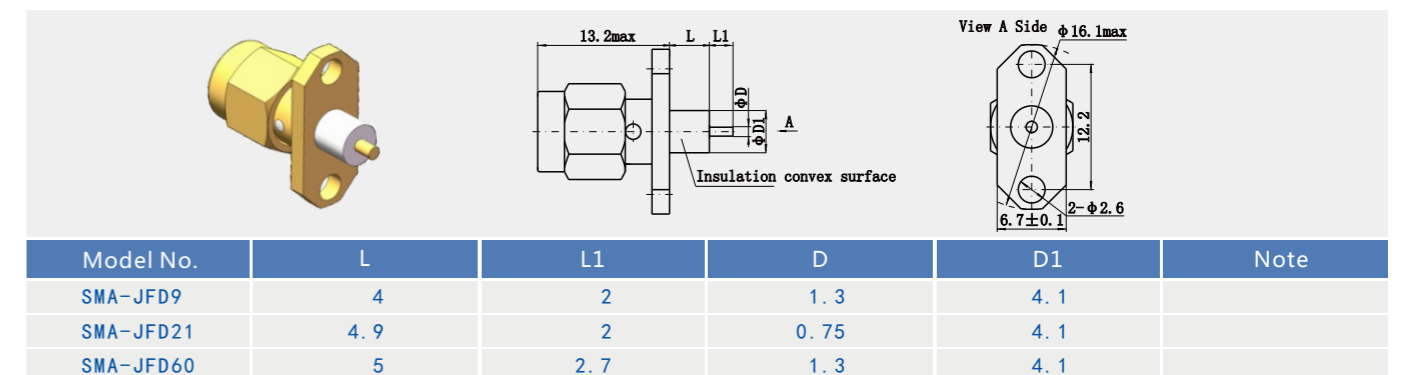 View A Side
ϕ16.1max
13.2max L L1
ϕD
ϕD1
A
12.2
Insulation convex surface
2-ϕ2.6
6.7±0.1
Model No. L L1 D D1 Note
SMA-JFD9 4 2 1.3 4.1
SMA-JFD21 4.9 2 0.75 4.1
SMA-JFD60 5 2.7 1.3 4.1